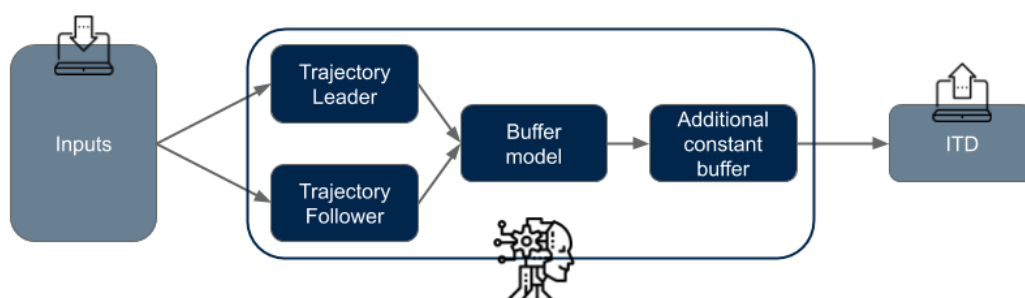 Inputs
Trajectory
Leader
Trajectory
Follower
Buffer
model
Additional
constant
buffer
ITD